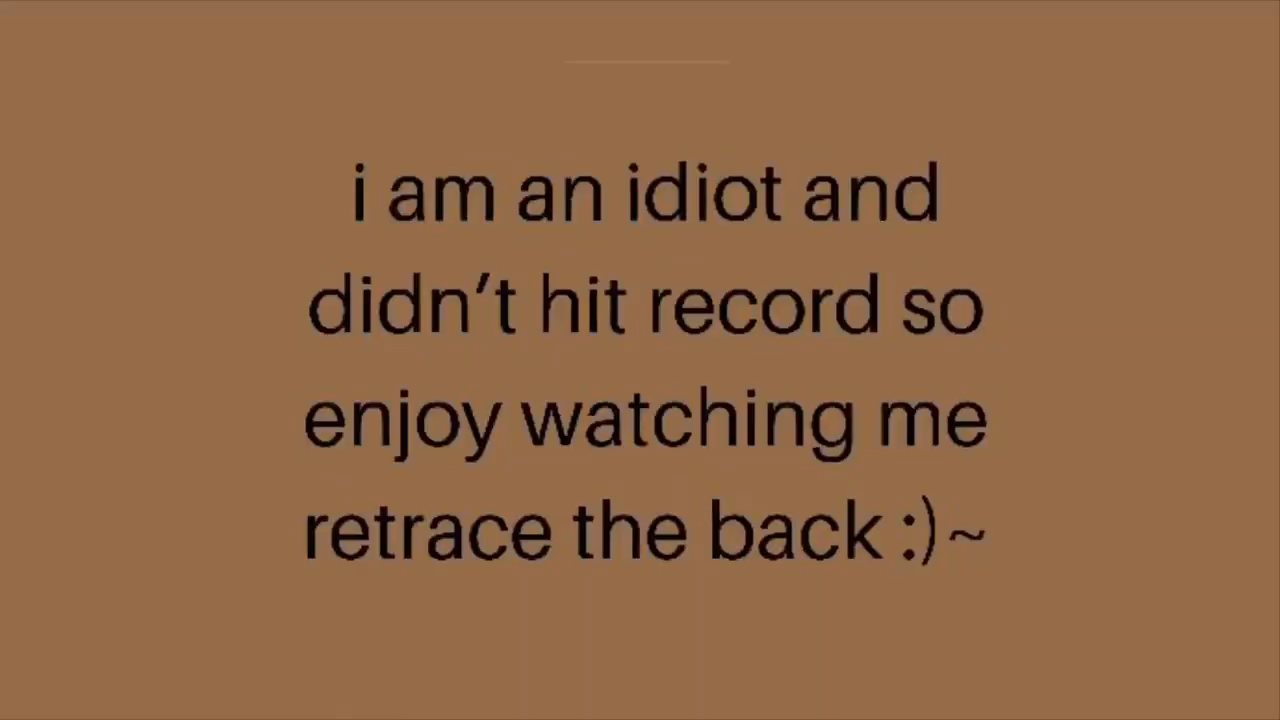 i am an idiot and
didn’t hit record so
enjoy watching me
retrace the back :)~